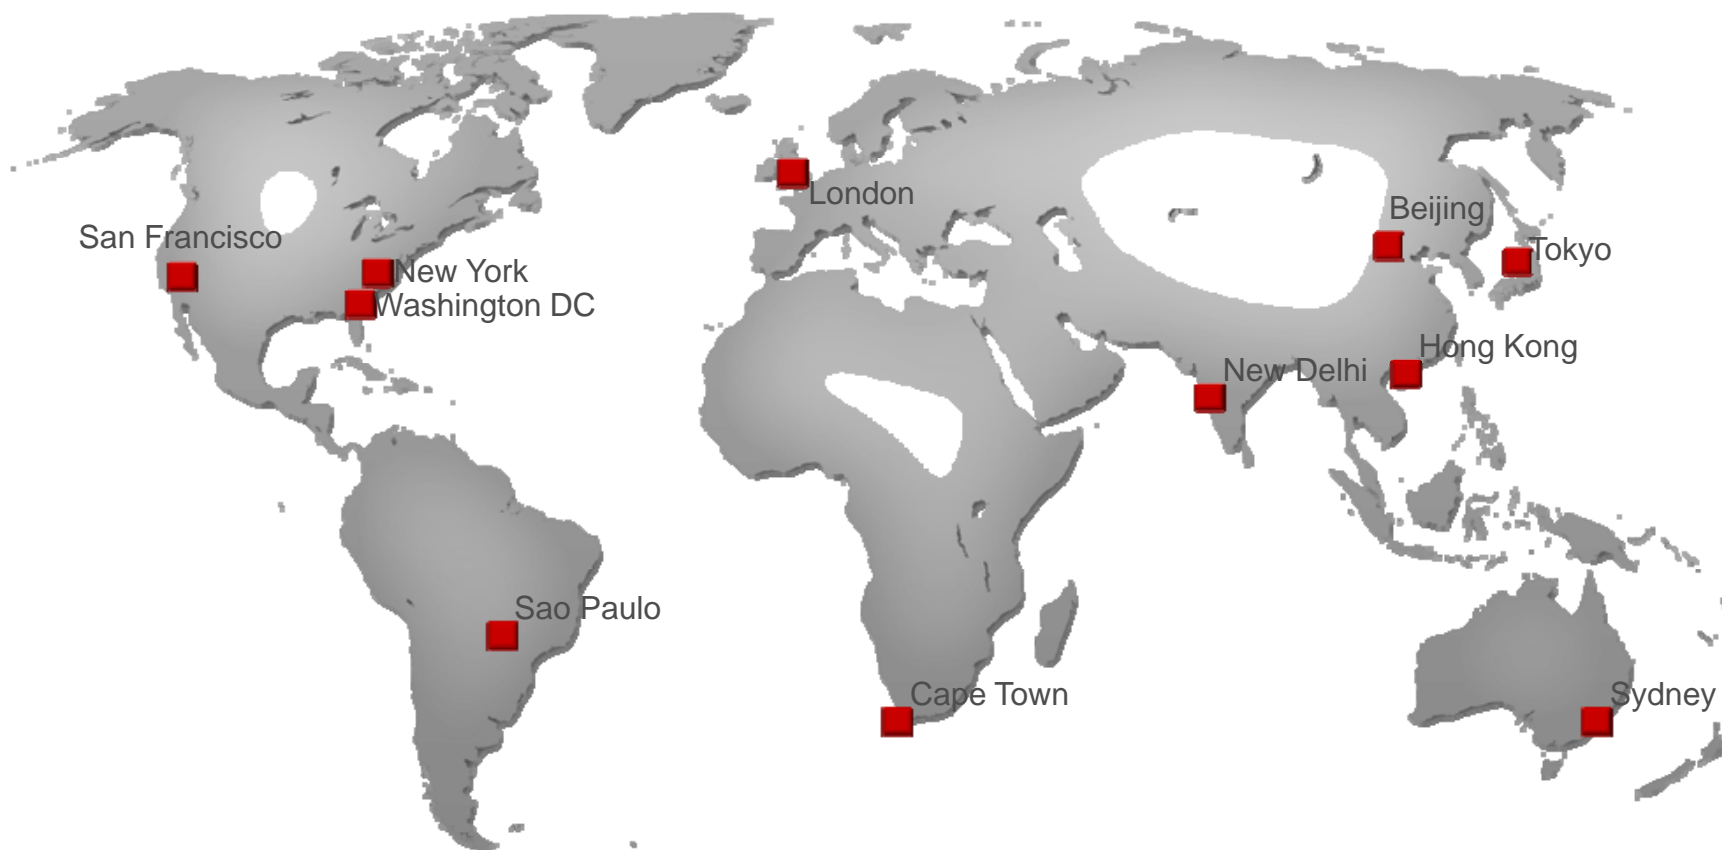 London
Beijing
San Francisco
Tokyo
New York
Washington DC
Hong Kong
New Delhi
Sao Paulo
Cape Town
Sydney